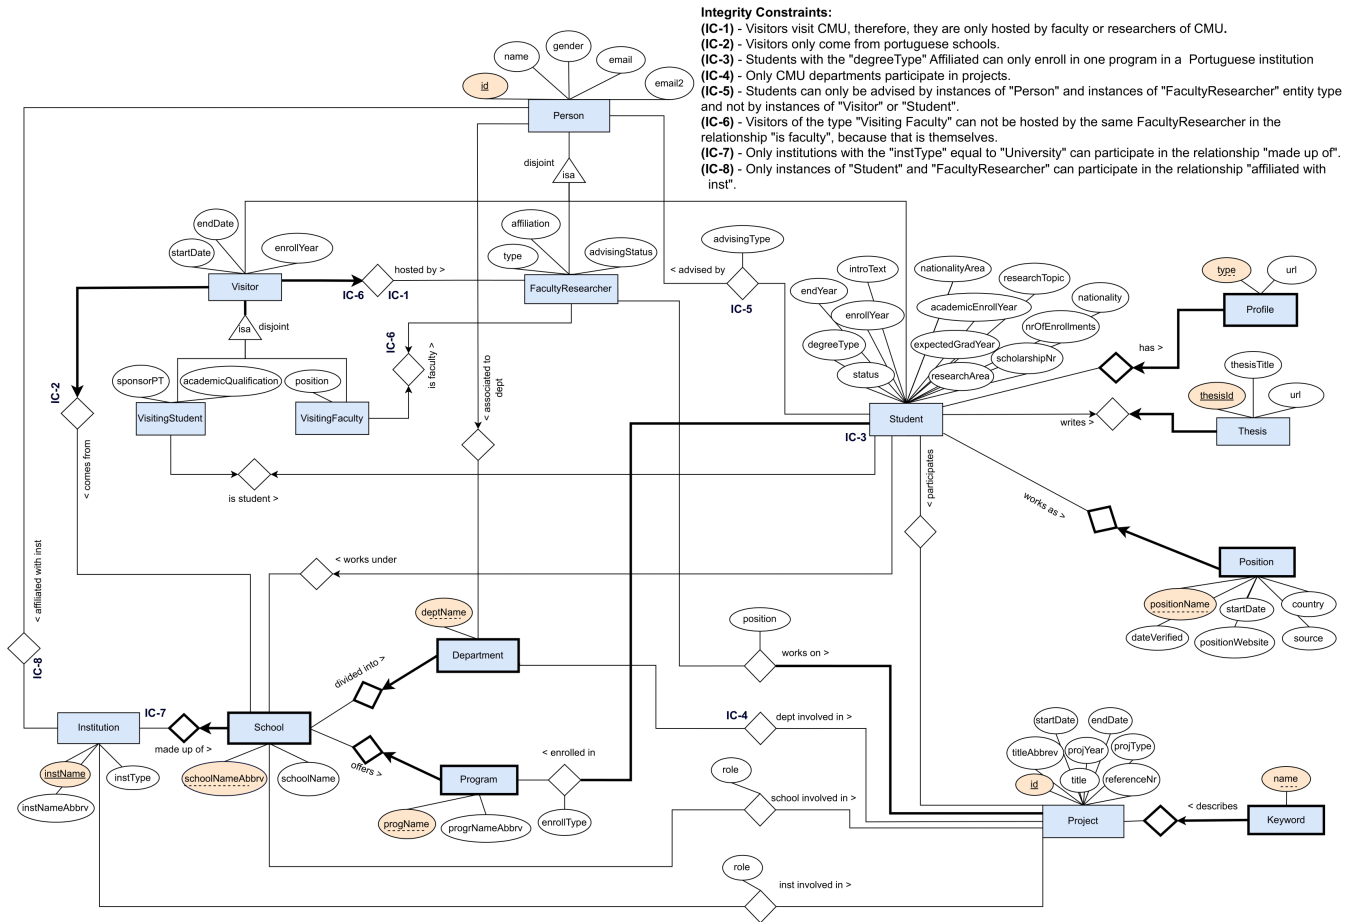 Integrity Constraints:
(IC-1) - Visitors visit CMU, therefore, they are only hosted by faculty or researchers of CMU.
(IC-2) - Visitors only come from portuguese schools.
(IC-3) - Students with the "degreeType" Affiliated can only enroll in one program in a Portuguese institution
(IC-4) - Only CMU departments participate in projects.
(IC-5) - Students can only be advised by instances of "Person" and instances of "FacultyResearcher" entity type
and not by instances of "Visitor" or "Student".
(IC-6) - Visitors of the type "Visiting Faculty" can not be hosted by the same FacultyResearcher in the
relationship "is faculty", because that is themselves.
(IC-7) - Only institutions with the "instType" equal to "University" can participate in the relationship "made up of".
(IC-8) - Only instances of "Student" and "FacultyResearcher" can participate in the relationship "affiliated with
inst".
gender
name
email
id
email2
Person
disjoint
isa
endDate
startDate
enrollYear
affiliation
type
advisingStatus
advisingType
hosted by >
< advised by
Visitor
IC-6
IC-1
FacultyResearcher
IC-5
introText
nationalityArea
researchTopic
endYear
academicEnrollYear
nationality
enrollYear
nrOfEnrollments
degreeType
expectedGradYear
scholarshipNr
status
researchArea
type
url
Profile
has >
isa
disjoint
IC-6
is faculty >
< associated to
dept
IC-2
sponsorPT
academicQualification
position
VisitingStudent
VisitingFaculty
Student
IC-3
thesisTitle
thesisId
url
writes >
Thesis
< comes from
is student >
< participates
works as >
< affiliated with inst
< works under
Position
positionName
startDate
country
dateVerified
positionWebsite
source
deptName
position
IC-8
Department
works on >
divided into >
IC-7
Institution
School
made up of >
IC-4
dept involved in >
instName
instType
instNameAbbrv
schoolNameAbbrv
schoolName
offers >
< enrolled in
Program
progName
progrNameAbbrv
enrollType
role
school involved in >
startDate
endDate
titleAbbrev
projYear
projType
id
title
referenceNr
Project
name
< describes
Keyword
role
inst involved in >